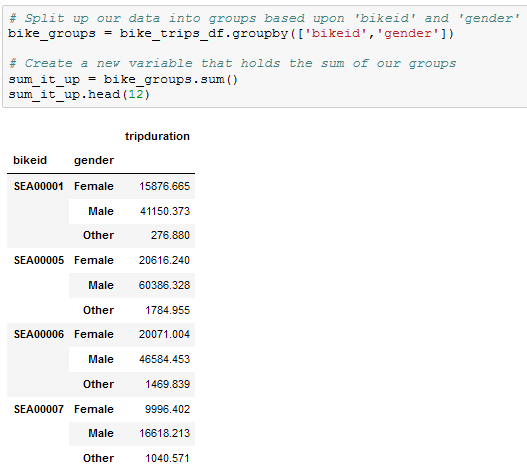 # Split up our data into groups based upon 'bikeid' and 'gender'
bike_groups = bike_trips_df.groupby(['bikeid','gender'])
# Create a new variable that holds the sum of our groups
sum_it_up = bike_groups.sum()
sum_it_up.head(12)
tripduration
bikeid gender
SEA00001 Female 15876.665
Male 41150.373
Other 276.880
SEA00005 Female 20616.240
Male 60386.328
Other 1784.955
SEA00006 Female 20071.004
Male 46584.453
Other 1469.839
SEA00007 Female 9996.402
Male 16618.213
Other 1040.571